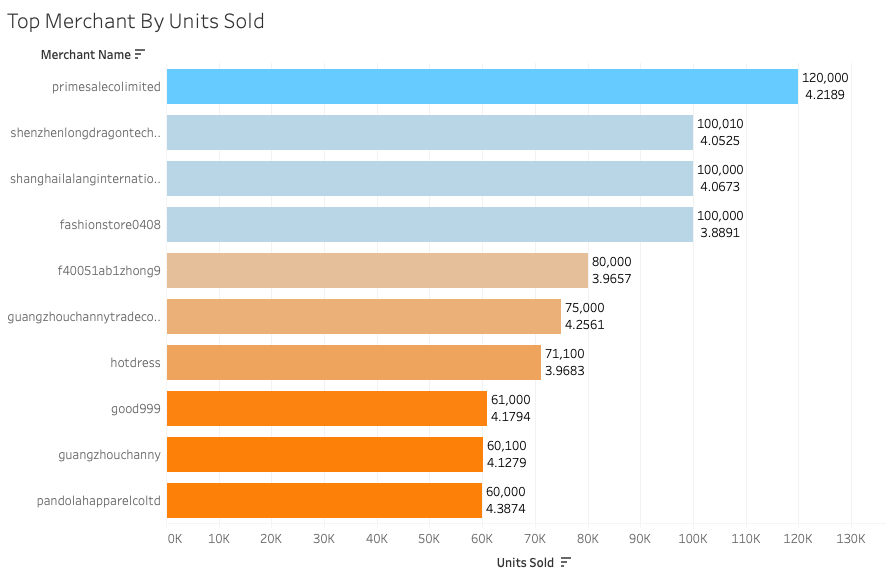 Top Merchant By Units Sold
Merchant Name
primesalecolimited
120,000
4.2189
shenzhenlongdragontech..
100,010
4.0525
shanghailalanginternatio..
100,000
4.0673
fashionstore0408
100,000
3.8891
f40051ab1zhong9
80,000
3.9657
guangzhouchannytradeco..
75,000
4.2561
hotdress
71,100
3.9683
good999
61,000
4.1794
guangzhouchanny
60,100
4.1279
pandolahapparelcoltd
60,000
4.3874
0K 10K 20K 30K 40K 50K 60K 70K 80K 90K 100K 110K 120K 130K
Units Sold